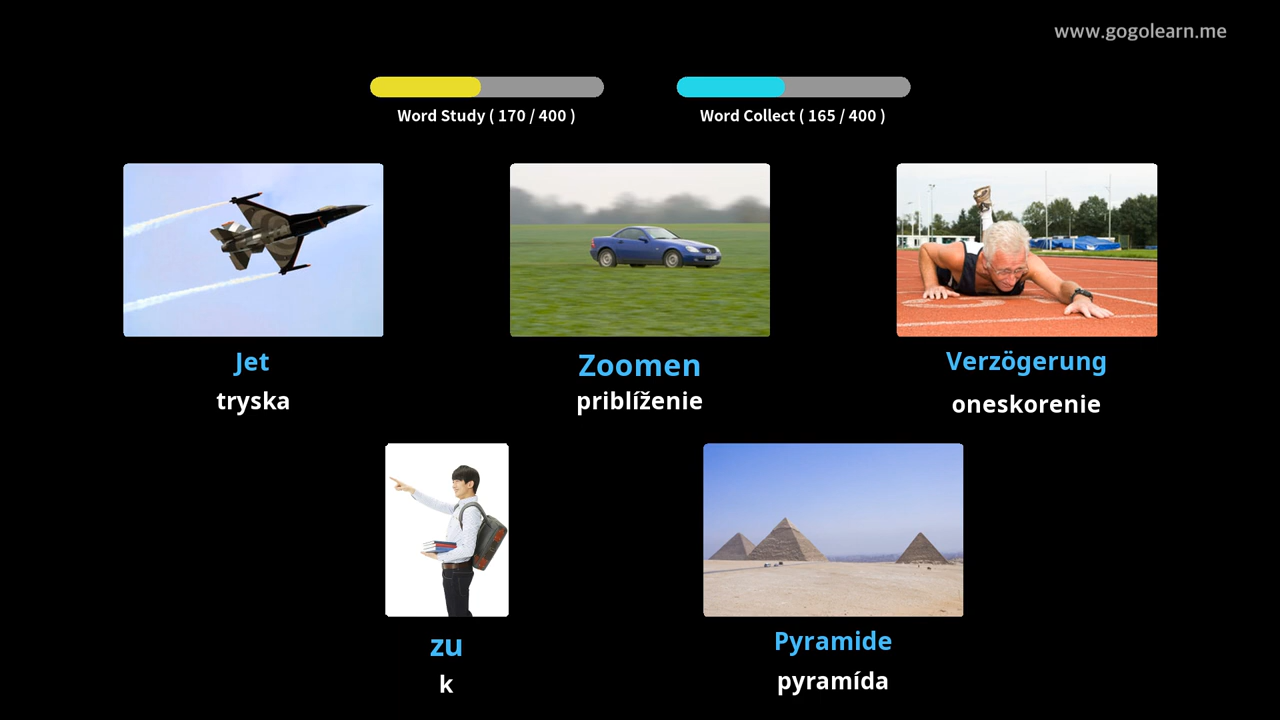 www.gogolearn.me
Word Study ( 170 / 400 )
Word Collect ( 165 / 400 )
Jet
tryska
Zoomen
priblíženie
Verzögerung
oneskorenie
zu
k
Pyramide
pyramída